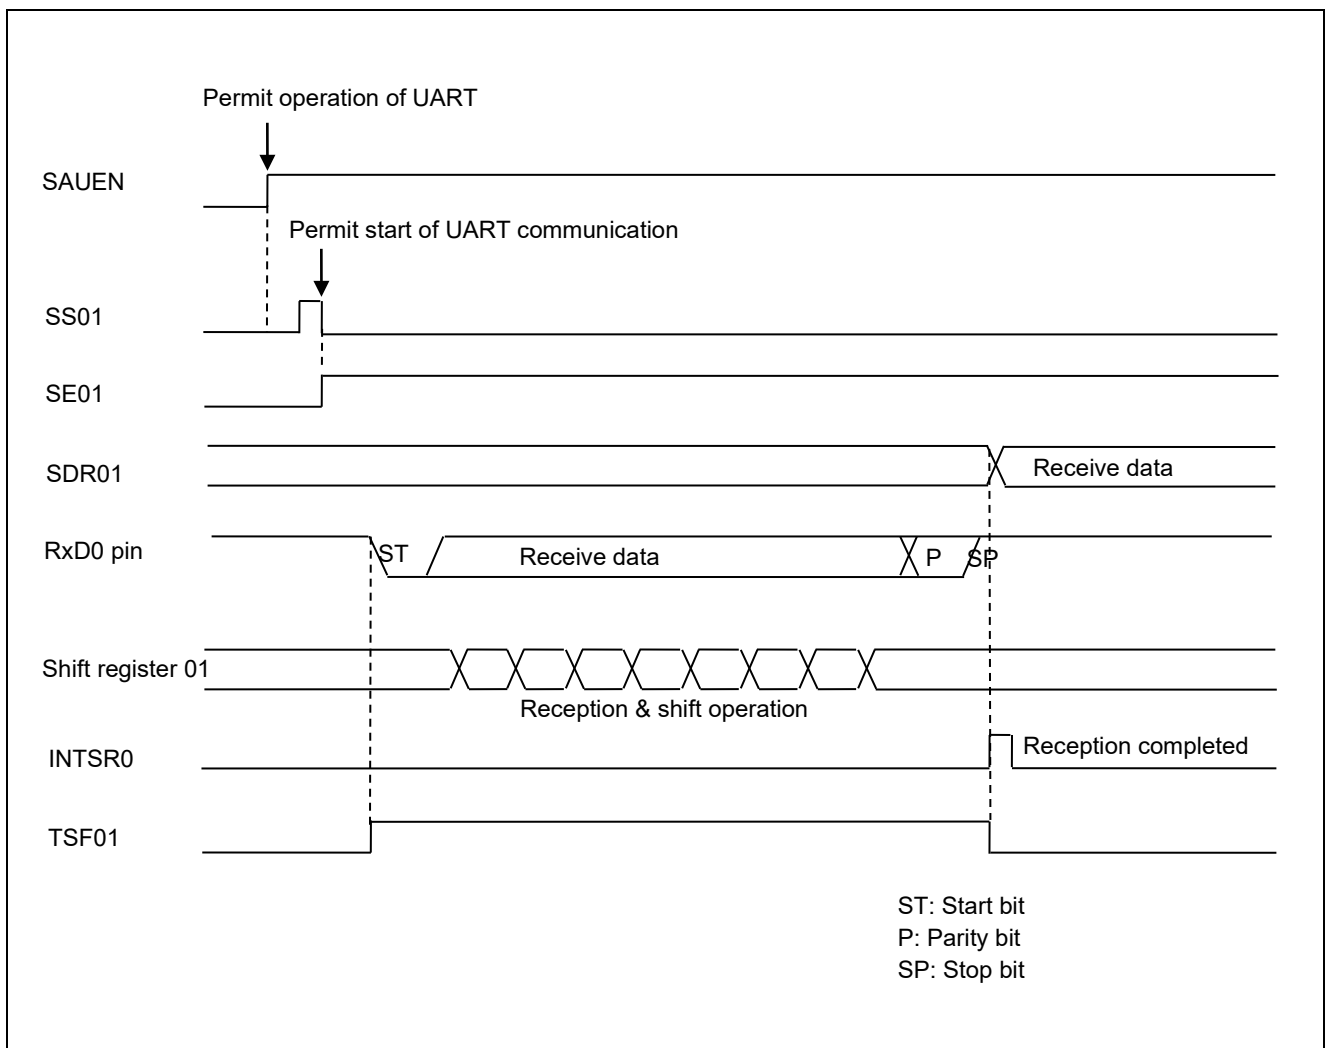 Permit operation of UART
SAUEN
Permit start of UART communication
SS01
SE01
SDR01
Receive data
RxD0 pin
ST
Receive data
P
SP
Shift register 01
Reception & shift operation
INTSR0
Reception completed
TSF01
ST: Start bit
P: Parity bit
SP: Stop bit